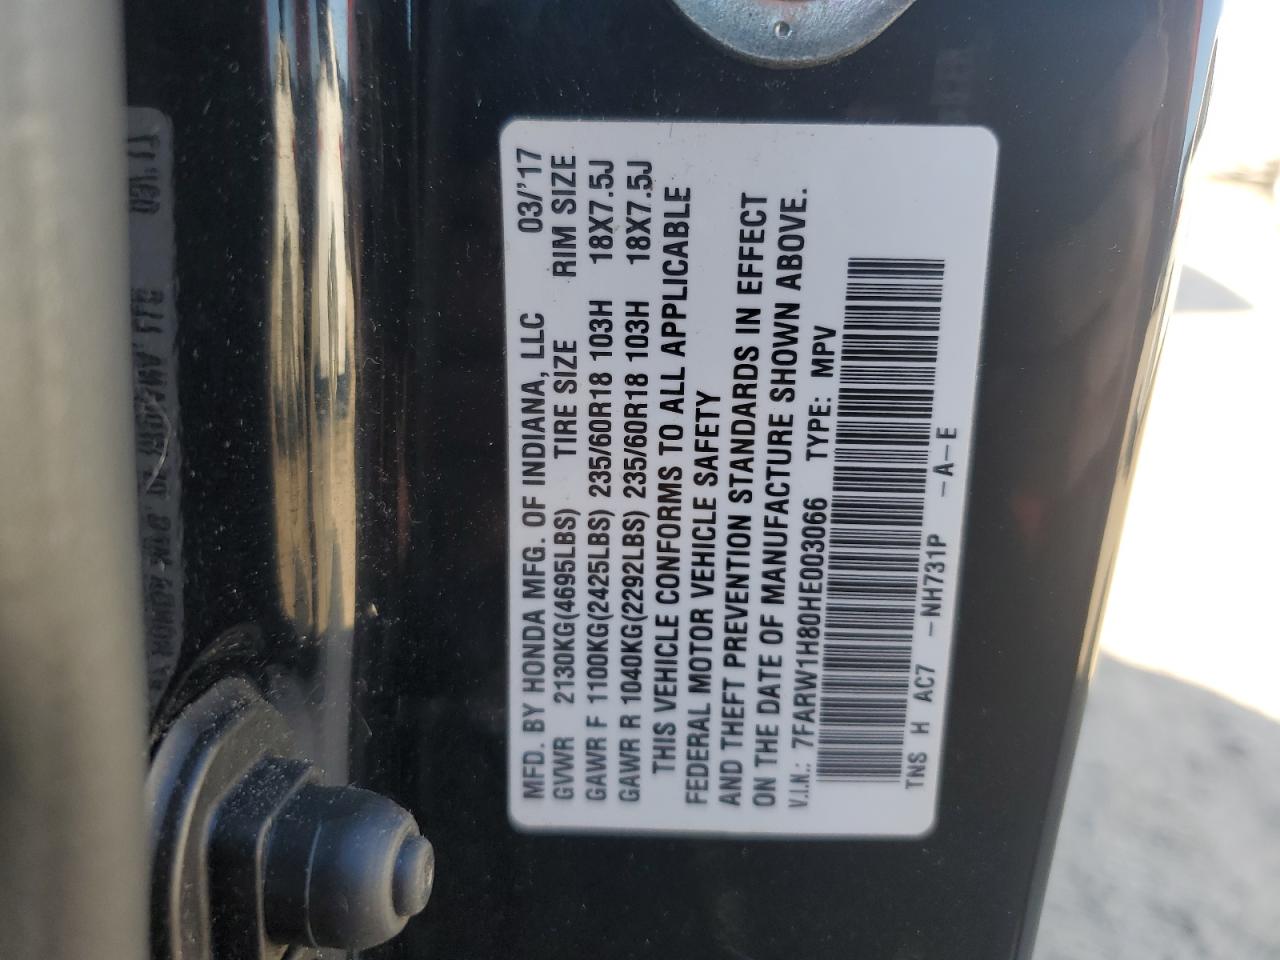 MFD. BY HONDA MFG. OF INDIANA, LLC 03/'17
GVWR 2130KG(4695LBS) TIRE SIZE RIM SIZE
GAWR F 1100KG(2425LBS) 235/60R18 103H 18X7.5J
GAWR R 1040KG(2292LBS) 235/60R18 103H 18X7.5J
THIS VEHICLE CONFORMS TO ALL APPLICABLE
FEDERAL MOTOR VEHICLE SAFETY
AND THEFT PREVENTION STANDARDS IN EFFECT
ON THE DATE OF MANUFACTURE SHOWN ABOVE.
V.I.N.: 7FARW1H80HE003066 TYPE: MPV
TNS H AC7 -NH731P -A-E